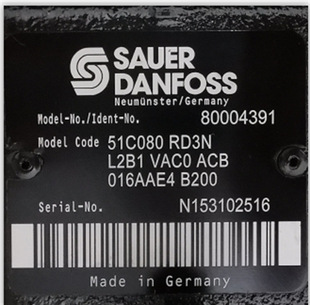 SAUER
DANFOSS
Neumünster/Germany
Model-No./Ident-No. 80004391
Model Code 51C080 RD3N
L2B1 VAC0 ACB
016AAE4 B200
Serial-No. N153102516
Made in Germany